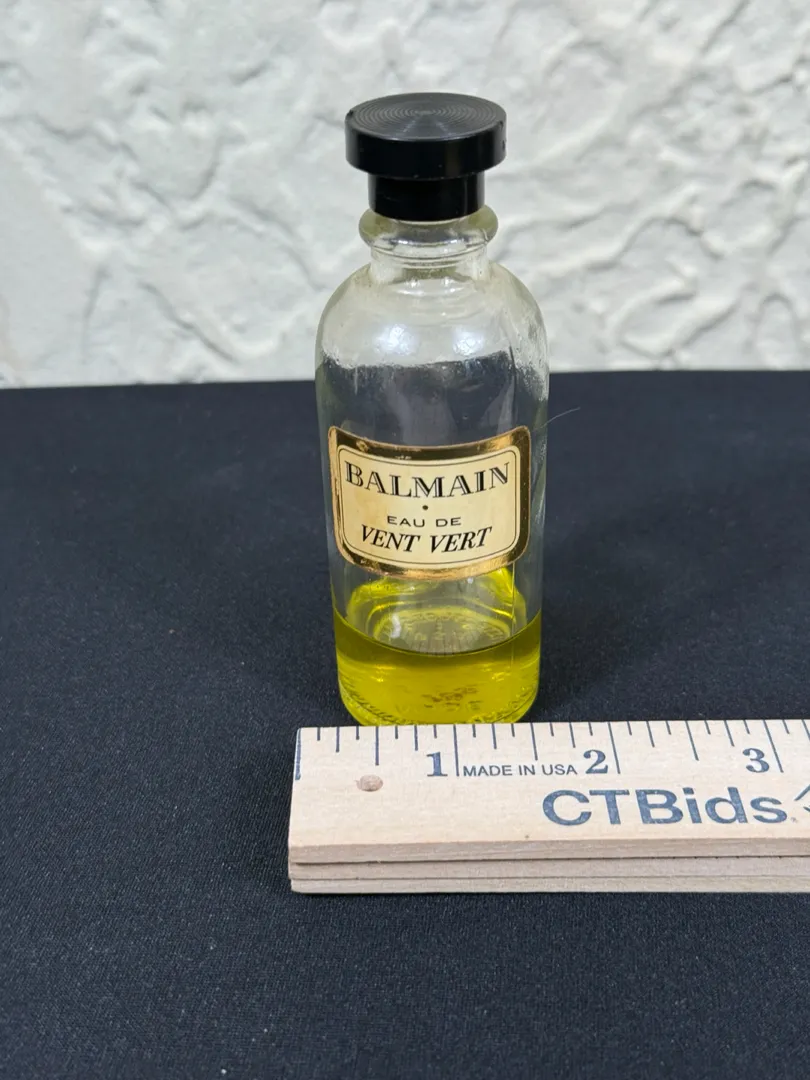 BALMAIN
EAU DE
VENT VERT
1 MADE IN USA 2 3
CTBids